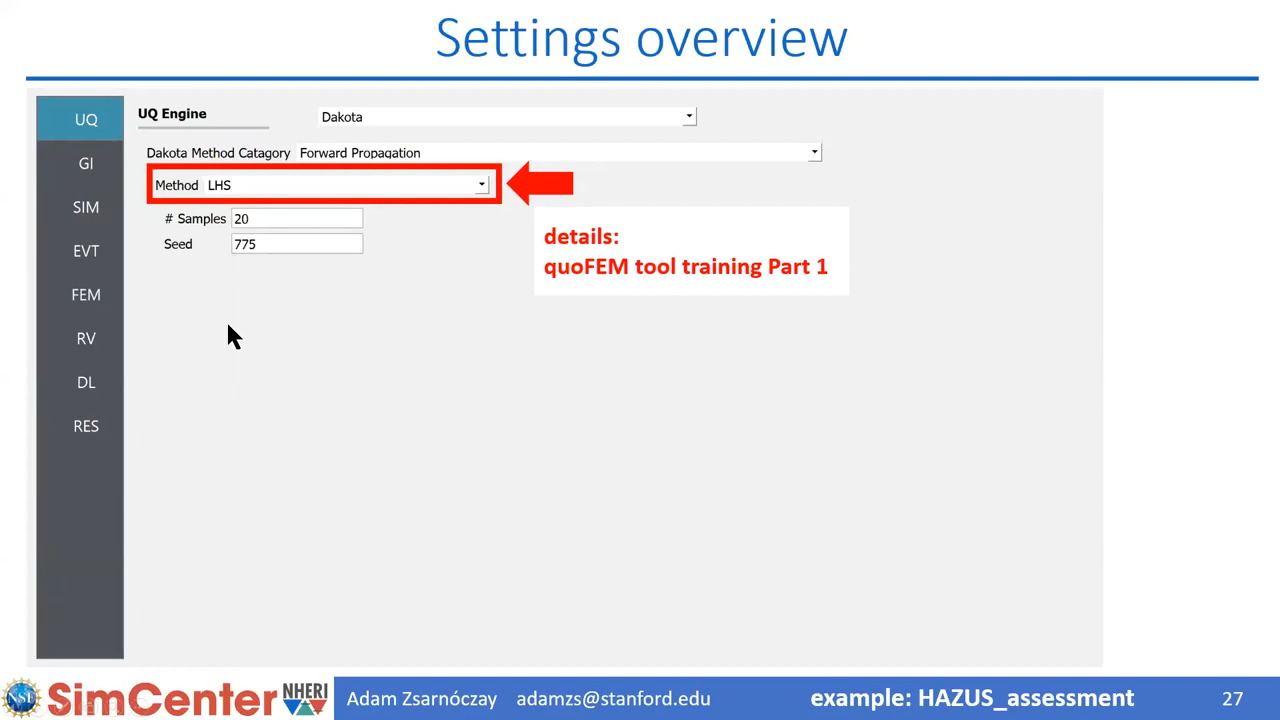 Settings overview
UQ
GI
SIM
EVT
FEM
RV
DL
RES
UQ Engine
Dakota
Dakota Method Catagory Forward Propagation
Method LHS
# Samples 20
Seed 775
details:
quoFEM tool training Part 1
NSF
SimCenter
NHERI
Adam Zsarnóczay adamzs@stanford.edu
example: HAZUS_assessment
27